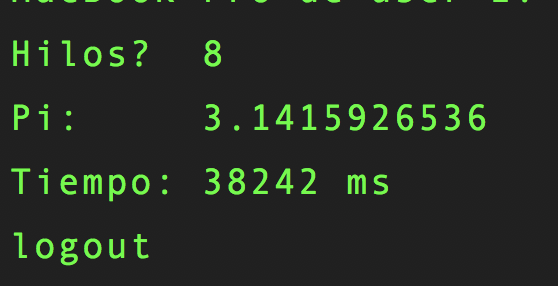 Hilos? 8
Pi: 3.1415926536
Tiempo: 38242 ms
logout